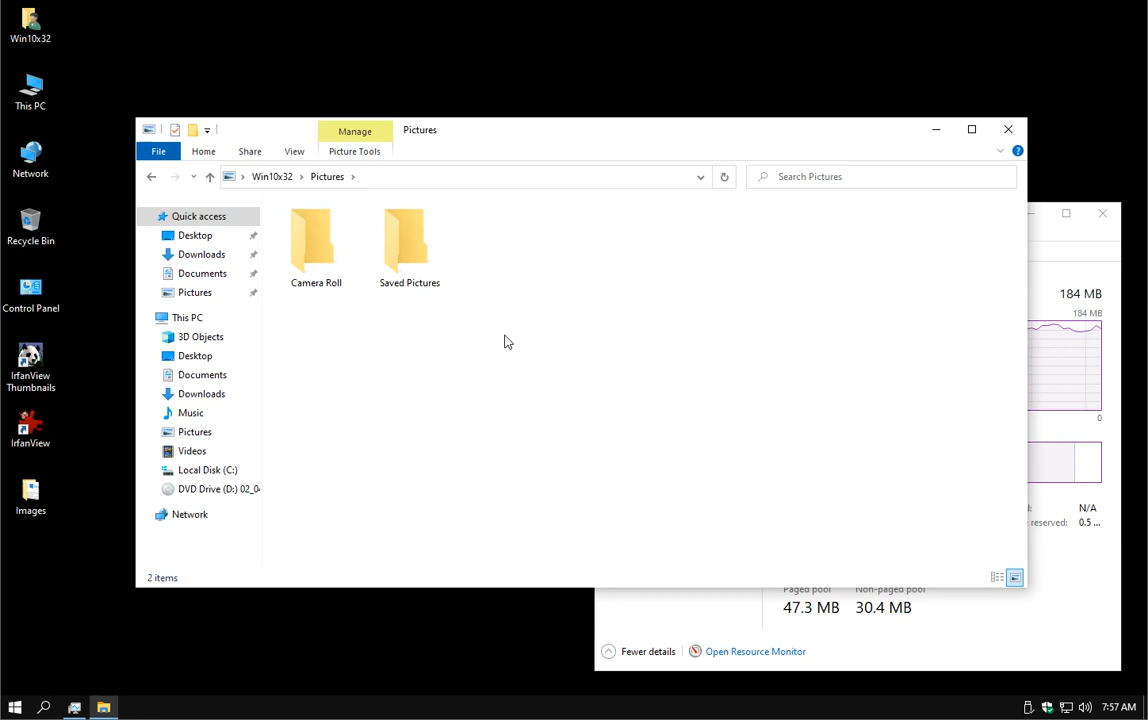 Win10x32
This PC
Network
Recycle Bin
Control Panel
IrfanView
Thumbnails
IrfanView
Images
Manage
Pictures
File
Home
Share
View
Picture Tools
Win10x32
Pictures
Search Pictures
Quick access
Desktop
Downloads
Documents
Pictures
This PC
3D Objects
Desktop
Documents
Downloads
Music
Pictures
Videos
Local Disk (C:)
DVD Drive (D:) 02_04
Network
Camera Roll
Saved Pictures
2 items
184 MB
184 MB
0
N/A
reserved: 0.5 ...
Paged pool
Non-paged pool
47.3 MB
30.4 MB
Fewer details
Open Resource Monitor
7:57 AM